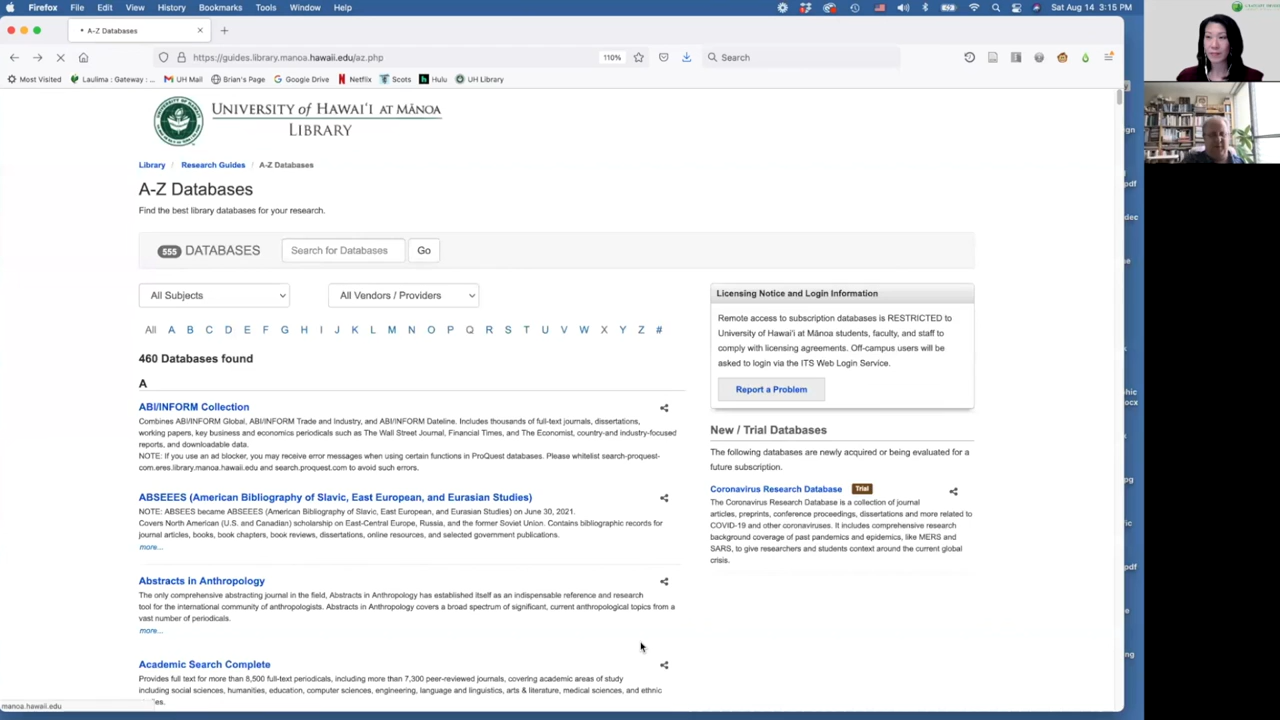 Firefox File Edit View History Bookmarks Tools Window Help
Sat Aug 14 3:15 PM
A-Z Databases
https://guides.library.manoa.hawaii.edu/az.php
110%
Search
Most Visited Laulima : Gateway : ... UH Mail Brian's Page Google Drive Netflix Scots Hulu UH Library
UNIVERSITY of HAWAI'I AT MĀNOA
LIBRARY
Library / Research Guides / A-Z Databases
A-Z Databases
Find the best library databases for your research.
555 DATABASES
Search for Databases
Go
All Subjects
All Vendors / Providers
All A B C D E F G H I J K L M N O P Q R S T U V W X Y Z #
460 Databases found
A
ABI/INFORM Collection
Combines ABI/INFORM Global, ABI/INFORM Trade and Industry, and ABI/INFORM Dateline. Includes thousands of full-text journals, dissertations,
working papers, key business and economics periodicals such as The Wall Street Journal, Financial Times, and The Economist, country-and industry-focused
reports, and downloadable data.
NOTE: If you use an ad blocker, you may receive error messages when using certain functions in ProQuest databases. Please whitelist search-proquest-
com.eres.library.manoa.hawaii.edu and search.proquest.com to avoid such errors.
ABSEEES (American Bibliography of Slavic, East European, and Eurasian Studies)
NOTE: ABSEES became ABSEEES (American Bibliography of Slavic, East European, and Eurasian Studies) on June 30, 2021.
Covers North American (U.S. and Canadian) scholarship on East-Central Europe, Russia, and the former Soviet Union. Contains bibliographic records for
journal articles, books, book chapters, book reviews, dissertations, online resources, and selected government publications.
more...
Abstracts in Anthropology
The only comprehensive abstracting journal in the field, Abstracts in Anthropology has established itself as an indispensable reference and research
tool for the international community of anthropologists. Abstracts in Anthropology covers a broad spectrum of significant, current anthropological topics from a
vast number of periodicals.
more...
Academic Search Complete
Provides full text for more than 8,500 full-text periodicals, including more than 7,300 peer-reviewed journals, covering academic areas of study
including social sciences, humanities, education, computer sciences, engineering, language and linguistics, arts & literature, medical sciences, and ethnic
manoa.hawaii.edu
Licensing Notice and Login Information
Remote access to subscription databases is RESTRICTED to
University of Hawai'i at Mānoa students, faculty, and staff to
comply with licensing agreements. Off-campus users will be
asked to login via the ITS Web Login Service.
Report a Problem
New / Trial Databases
The following databases are newly acquired or being evaluated for a
future subscription.
Coronavirus Research Database Trial
The Coronavirus Research Database is a collection of journal
articles, preprints, conference proceedings, dissertations and more related to
COVID-19 and other coronaviruses. It includes comprehensive research
background coverage of past pandemics and epidemics, like MERS and
SARS, to give researchers and students context around the current global
crisis.